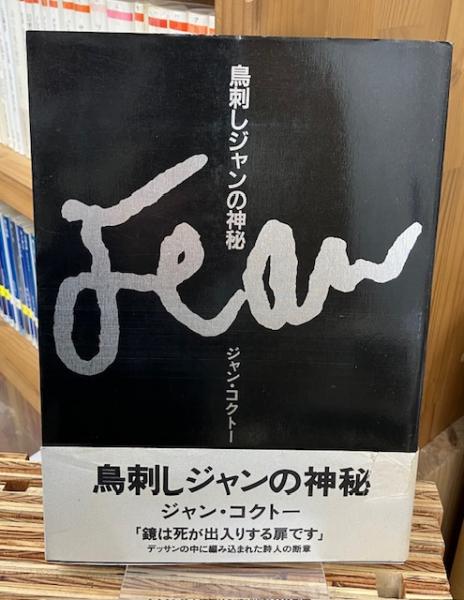 鳥刺しジャンの神秘
Jean
ジャン・コクトー
鳥刺しジャンの神秘
ジャン・コクトー
「鏡は死が出入りする扉です」
デッサンの中に編み込まれた詩人の断章